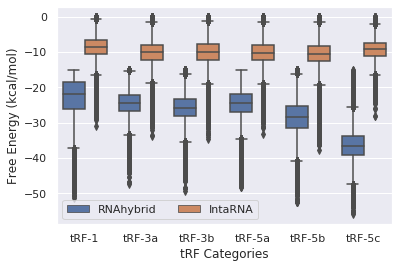 0
−10
−20
−30
−40
−50
Free Energy (kcal/mol)
RNAhybrid IntaRNA
tRF-1 tRF-3a tRF-3b tRF-5a tRF-5b tRF-5c
tRF Categories